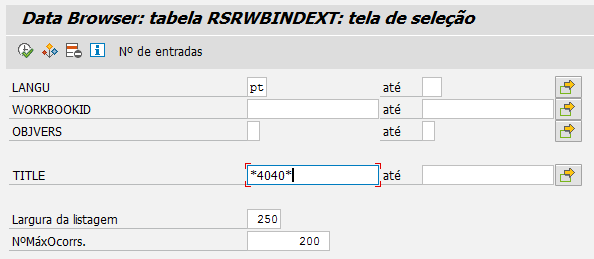 Data Browser: tabela RSRWBINDEXT: tela de seleção
Nº de entradas
LANGU pt até
WORKBOOKID até
OBJVERS até
TITLE *4040* até
Largura da listagem 250
NºMáxOcorrs. 200